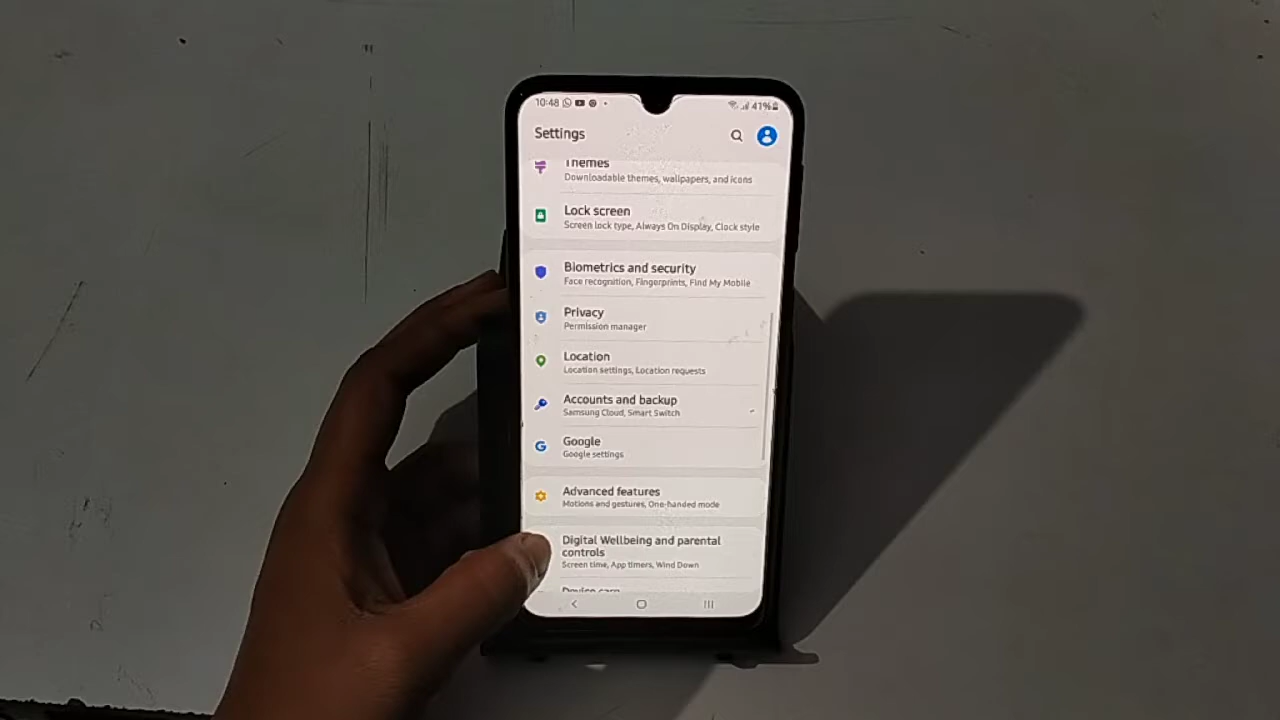 10:48 41%
Settings
Themes
Downloadable themes, wallpapers, and icons
Lock screen
Screen lock type, Always On Display, Clock style
Biometrics and security
Face recognition, Fingerprints, Find My Mobile
Privacy
Permission manager
Location
Location settings, Location requests
Accounts and backup
Samsung Cloud, Smart Switch
Google
Google settings
Advanced features
Motions and gestures, One-handed mode
Digital Wellbeing and parental
controls
Screen time, App timers, Wind Down
Device care